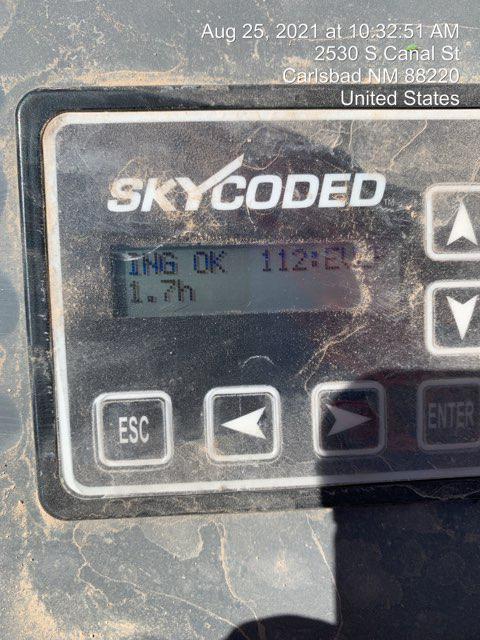 Aug 25, 2021 at 10:32:51 AM
2530 S Canal St
Carlsbad NM 88220
United States
SKYCODED
OK
1.7h
ESC
ENTER